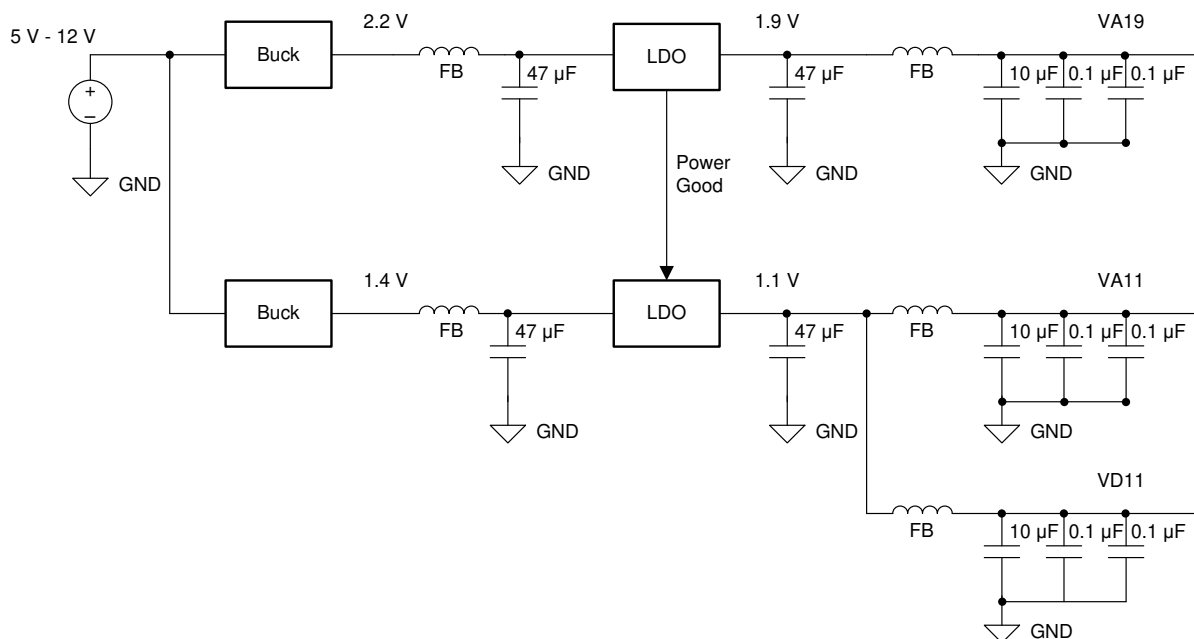 5 V - 12 V
2.2 V
1.9 V
VA19
Buck
FB
47 µF
LDO
47 µF
FB
10 µF
0.1 µF
0.1 µF
+
−
GND
GND
GND
GND
Power
Good
1.4 V
1.1 V
VA11
Buck
FB
47 µF
LDO
47 µF
FB
10 µF
0.1 µF
0.1 µF
GND
GND
GND
VD11
FB
10 µF
0.1 µF
0.1 µF
GND